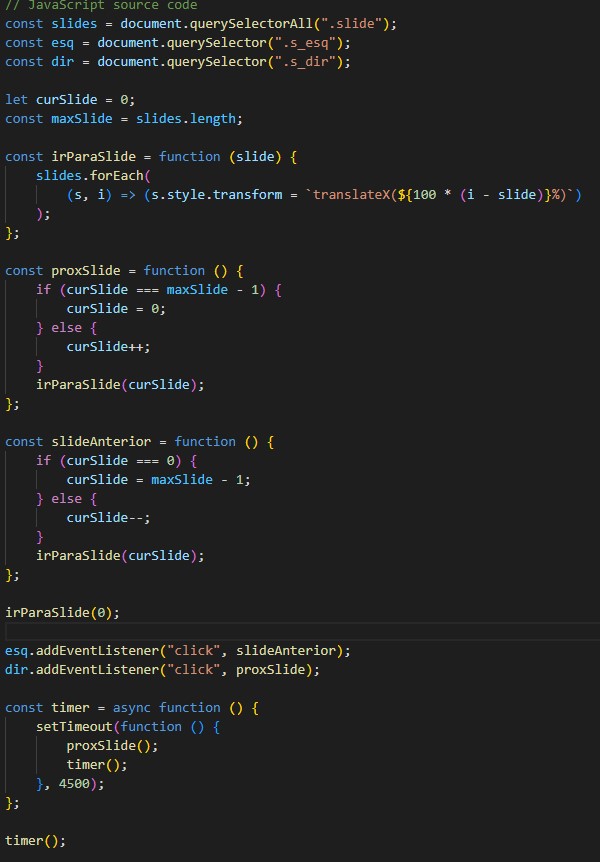 // JavaScript source code
const slides = document.querySelectorAll(".slide");
const esq = document.querySelector(".s_esq");
const dir = document.querySelector(".s_dir");

let curSlide = 0;
const maxSlide = slides.length;

const irParaSlide = function (slide) {
    slides.forEach(
        (s, i) => (s.style.transform = `translateX(${100 * (i - slide)}%)`)
    );
};

const proxSlide = function () {
    if (curSlide === maxSlide - 1) {
        curSlide = 0;
    } else {
        curSlide++;
    }
    irParaSlide(curSlide);
};

const slideAnterior = function () {
    if (curSlide === 0) {
        curSlide = maxSlide - 1;
    } else {
        curSlide--;
    }
    irParaSlide(curSlide);
};

irParaSlide(0);

esq.addEventListener("click", slideAnterior);
dir.addEventListener("click", proxSlide);

const timer = async function () {
    setTimeout(function () {
        proxSlide();
        timer();
    }, 4500);
};

timer();